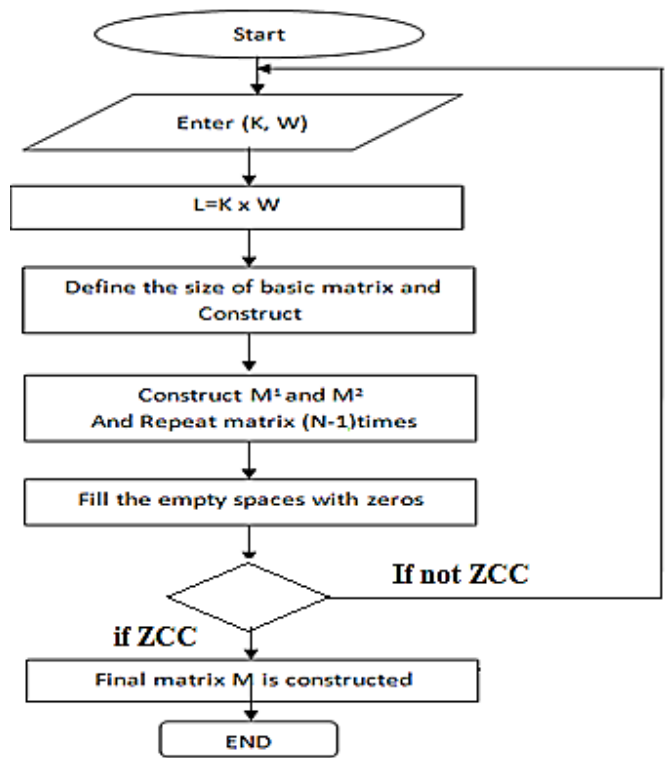 Start
Enter (K, W)
L=K x W
Define the size of basic matrix and
Construct
Construct M¹ and M²
And Repeat matrix (N-1)times
Fill the empty spaces with zeros
If not ZCC
if ZCC
Final matrix M is constructed
END